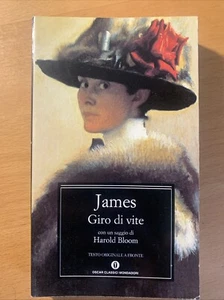 James
Giro di vite
con un saggio di
Harold Bloom
TESTO ORIGINALE A FRONTE
OSCAR CLASSICI MONDADORI